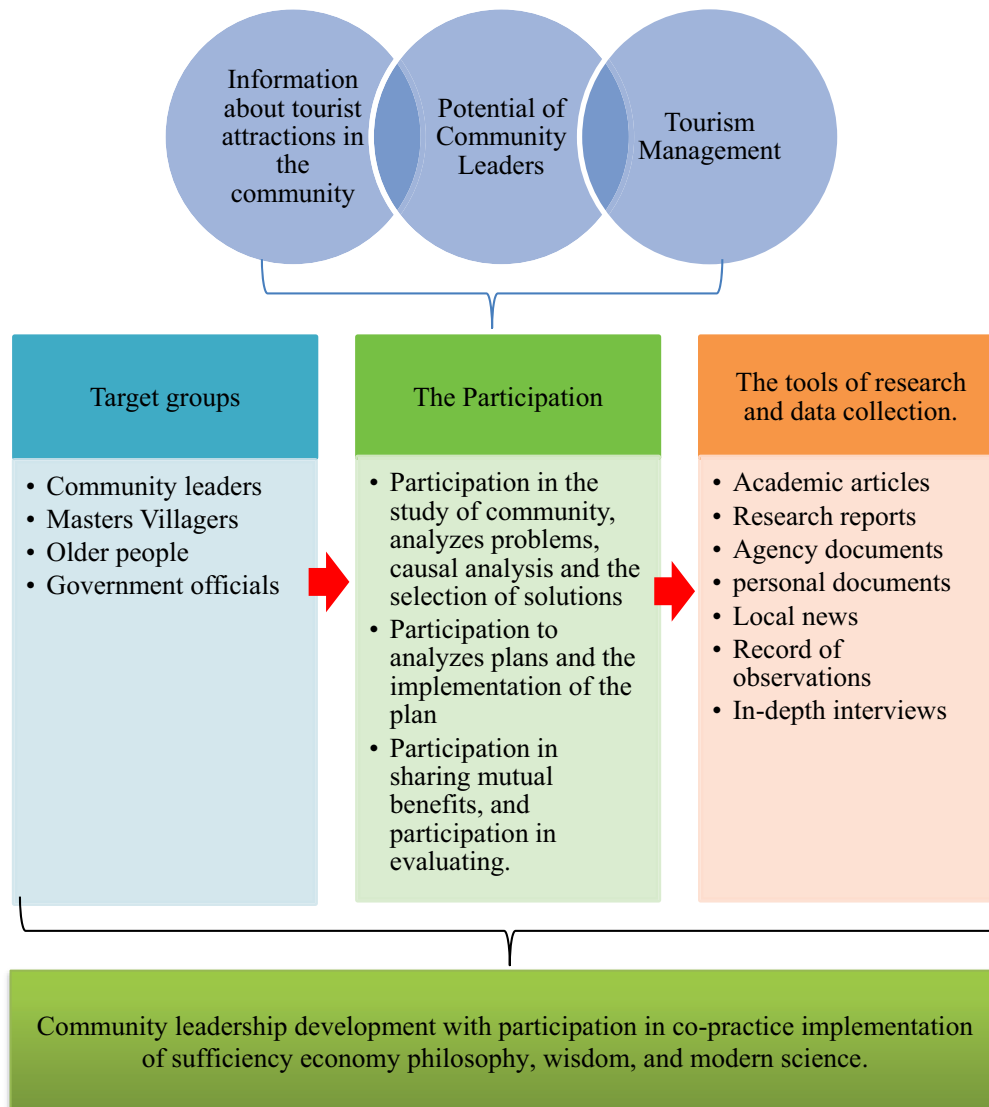 Information
about tourist
attractions in
the
community
Potential of
Community
Leaders
Tourism
Management
Target groups
• Community leaders
• Masters Villagers
• Older people
• Government officials
The Participation
• Participation in the
study of community,
analyzes problems,
causal analysis and the
selection of solutions
• Participation to
analyzes plans and the
implementation of the
plan
• Participation in
sharing mutual
benefits, and
participation in
evaluating.
The tools of research
and data collection.
• Academic articles
• Research reports
• Agency documents
• personal documents
• Local news
• Record of
observations
• In-depth interviews
Community leadership development with participation in co-practice implementation
of sufficiency economy philosophy, wisdom, and modern science.